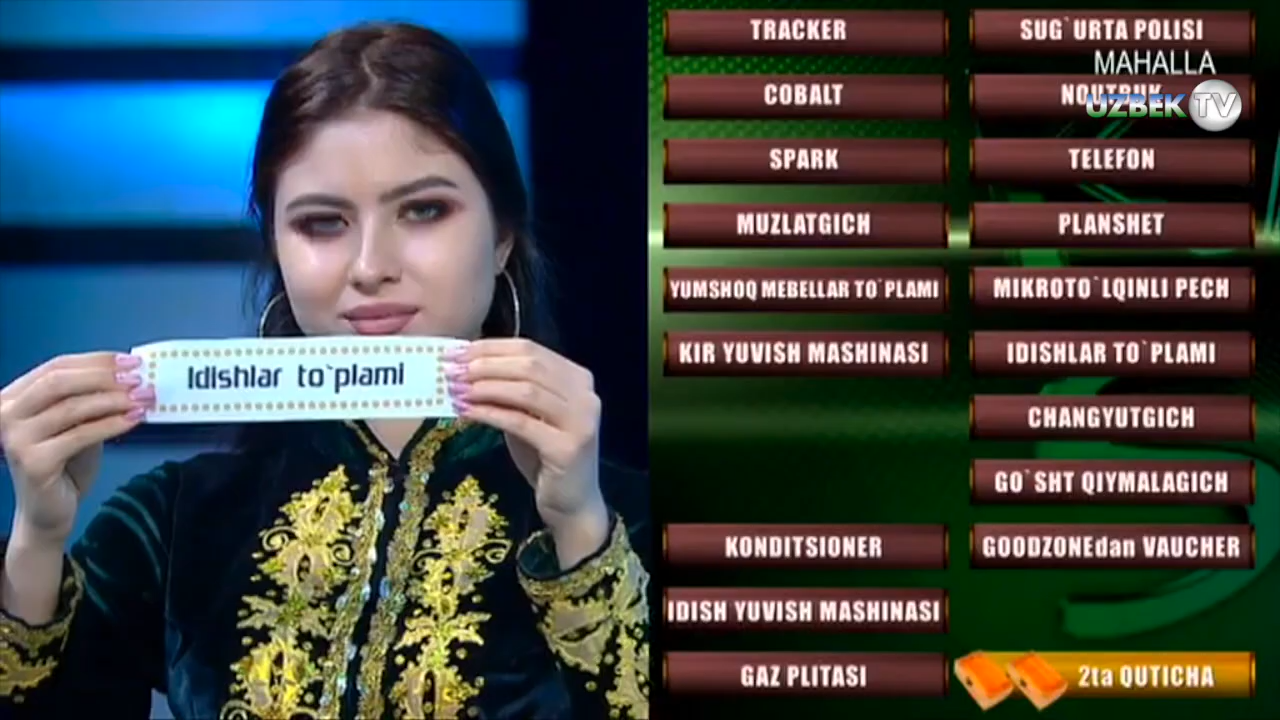 Idishlar to`plami
TRACKER
COBALT
SPARK
MUZLATGICH
YUMSHOQ MEBELLAR TO`PLAMI
KIR YUVISH MASHINASI
KONDITSIONER
IDISH YUVISH MASHINASI
GAZ PLITASI
SUG`URTA POLISI
MAHALLA
NOUTBUK
UZBEK TV
TELEFON
PLANSHET
MIKROTO`LQINLI PECH
IDISHLAR TO`PLAMI
CHANGYUTGICH
GO`SHT QIYMALAGICH
GOODZONEdan VAUCHER
2ta QUTICHA